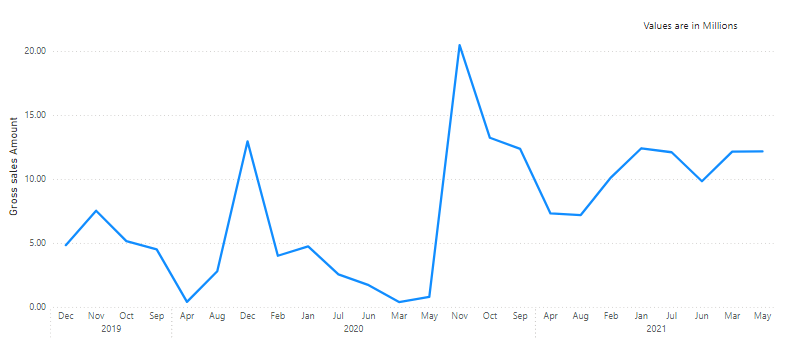 Values are in Millions
20.00
15.00
10.00
5.00
0.00
Gross sales Amount
Dec Nov Oct Sep Apr Aug Dec Feb Jan Jul Jun Mar May Nov Oct Sep Apr Aug Feb Jan Jul Jun Mar May
2019 2020 2021